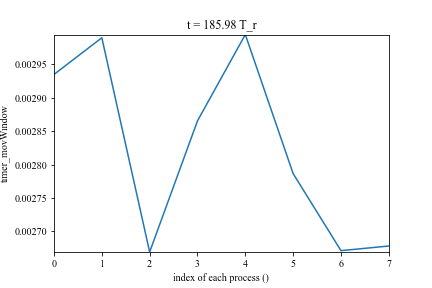 t = 185.98 T_r
timer_movWindow
0.00295
0.00290
0.00285
0.00280
0.00275
0.00270
0 1 2 3 4 5 6 7
index of each process ()